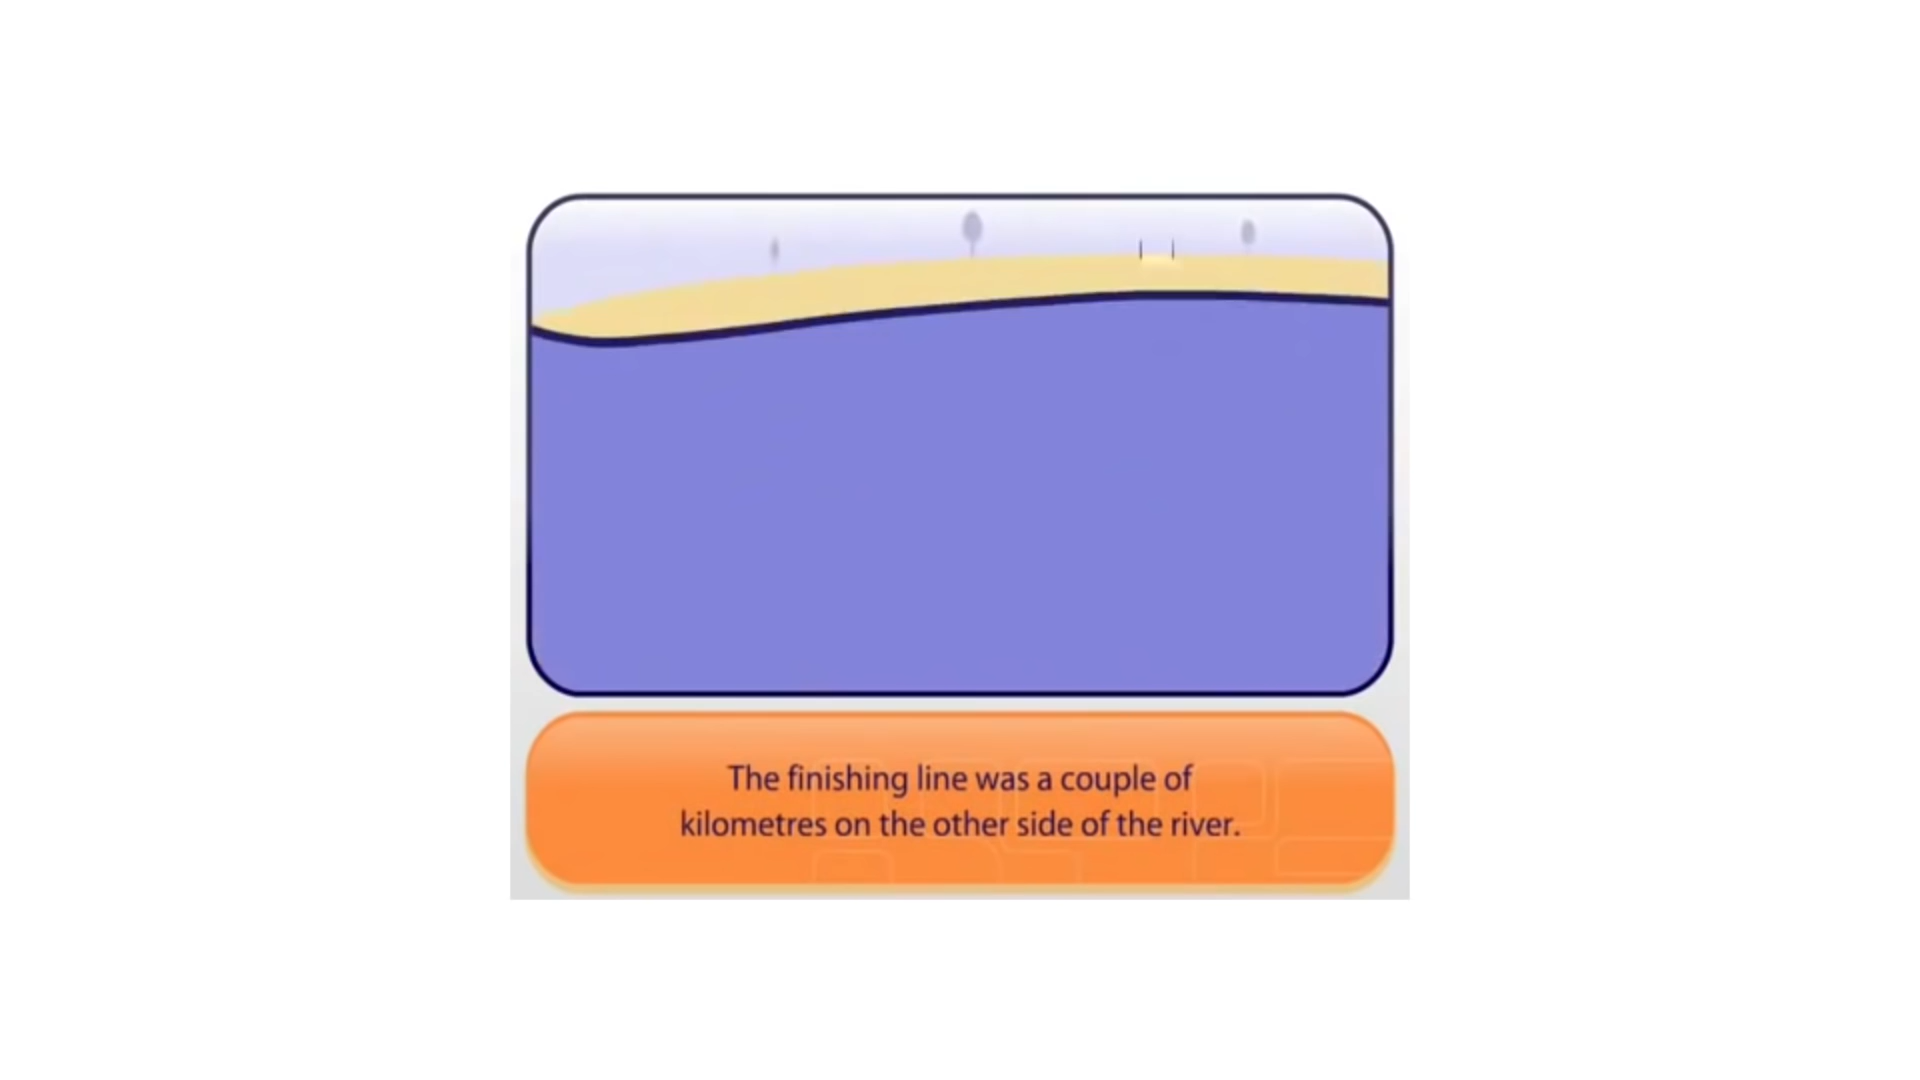 The finishing line was a couple of
kilometres on the other side of the river.